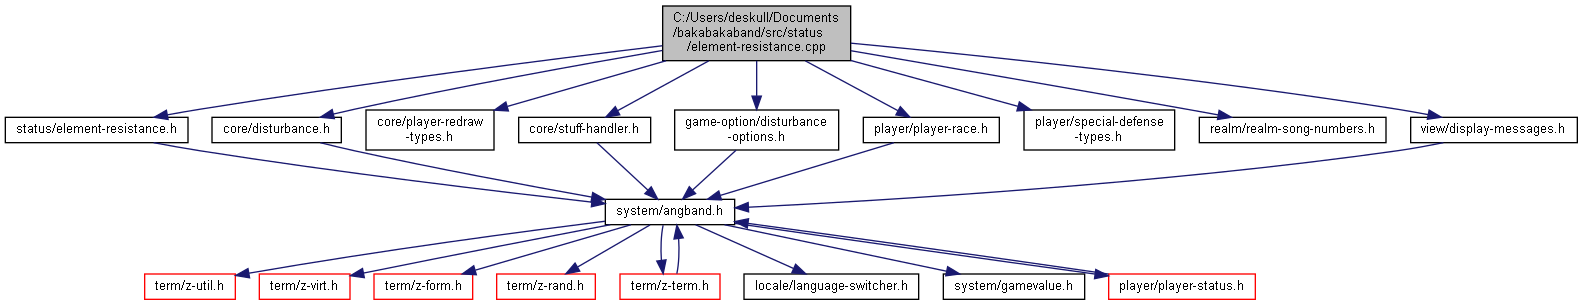 C:/Users/deskull/Documents
/bakabakaband/src/status
/element-resistance.cpp
status/element-resistance.h
core/disturbance.h
core/player-redraw
-types.h
core/stuff-handler.h
game-option/disturbance
-options.h
player/player-race.h
player/special-defense
-types.h
realm/realm-song-numbers.h
view/display-messages.h
system/angband.h
term/z-util.h
term/z-virt.h
term/z-form.h
term/z-rand.h
term/z-term.h
locale/language-switcher.h
system/gamevalue.h
player/player-status.h